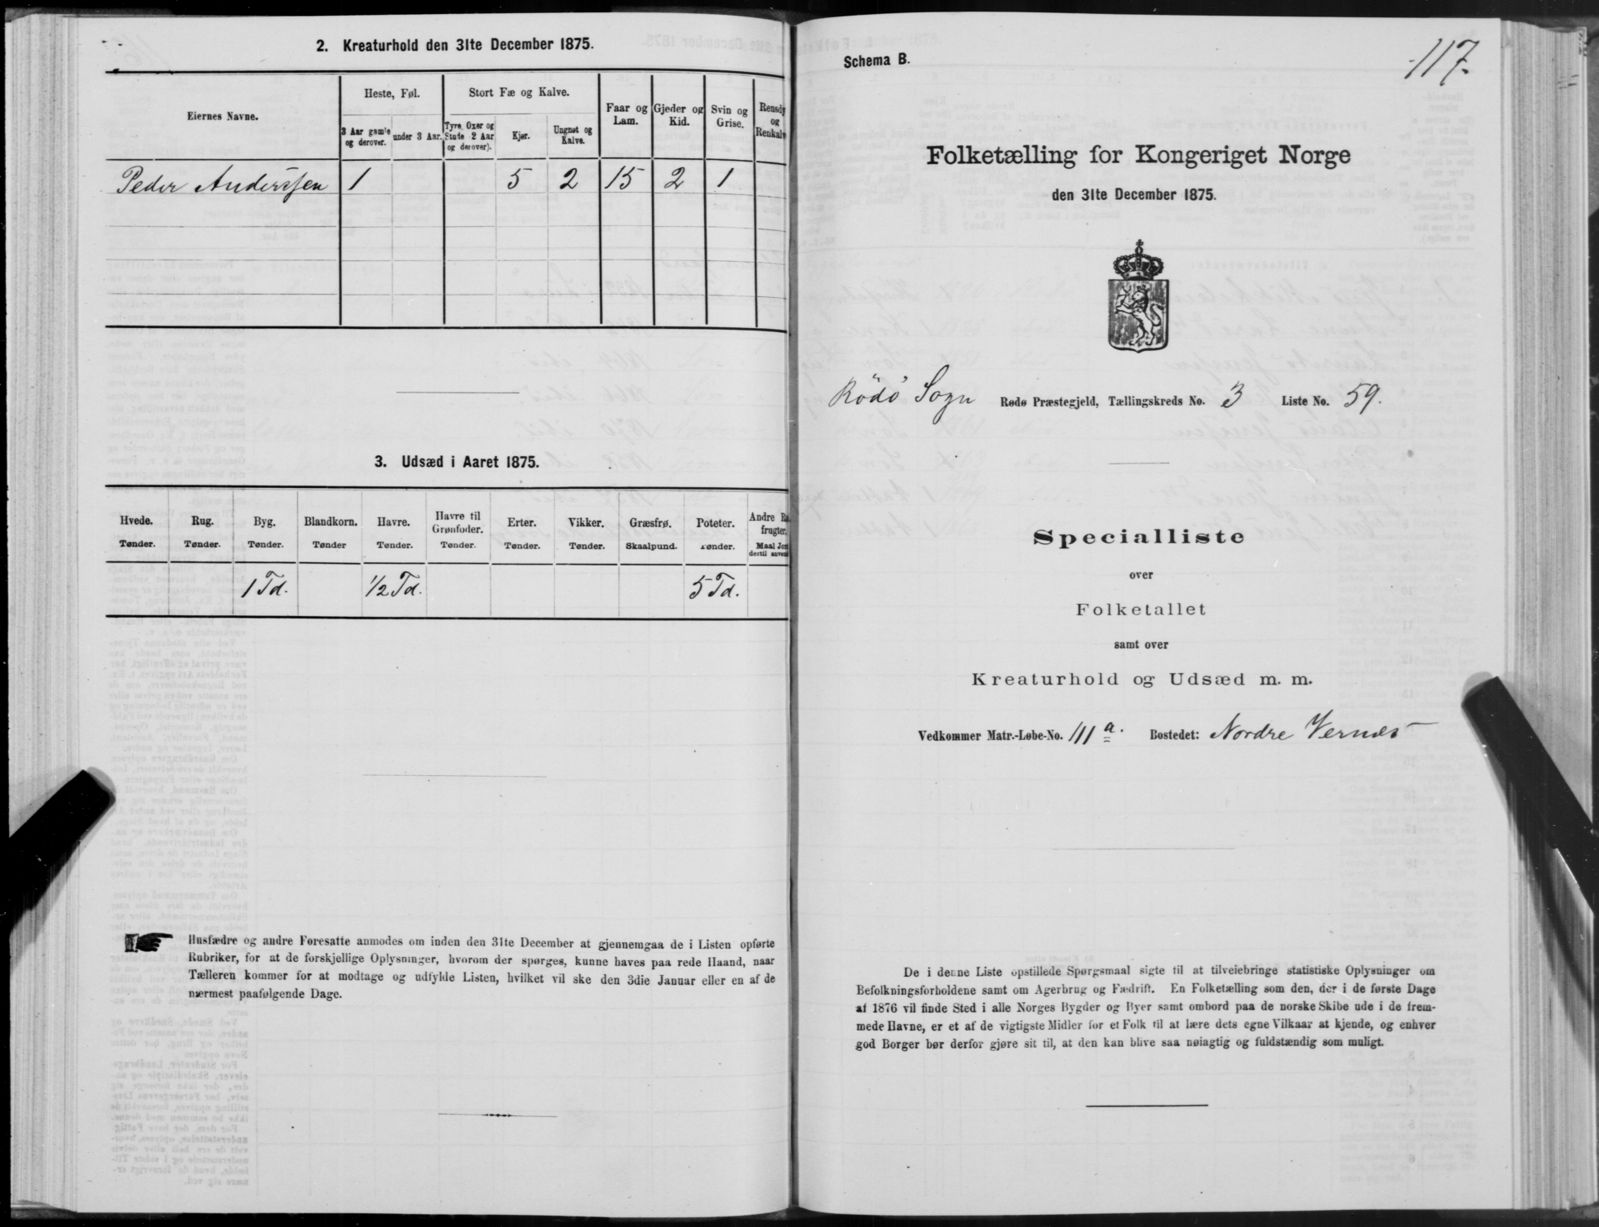 2. Kreaturhold den 31te December 1875.
Eiernes Navne.
Heste, Føl.
3 Aar gamle og derover.
under 3 Aar.
Stort Fæ og Kalve.
Tyre, Oxer og Stude 2 Aar og derover).
Kjør.
Ungnøt og Kalve.
Faar og Lam.
Gjeder og Kid.
Svin og Grise.
Rensdy og Renkalv
Peder Anderssen 1 5 2 15 2 1
3. Udsæd i Aaret 1875.
Hvede. Rug. Byg. Blandkorn. Havre. Havre til Grønfoder. Erter. Vikker. Græsfrø. Poteter. Andre frugter.
Tønder. Tønder. Tønder. Tønder Tønder. Tønder. Tønder. Tønder. Skaalpund. Tønder. Maal
1 Td. 1/2 Td. 5 Td.
Husfædre og andre Foresatte anmodes om inden den 31te December at gjennemgaa de i Listen opførte
Rubriker, for at de forskjellige Oplysninger, hvorom der spørges, kunne haves paa rede Haand, naar
Tælleren kommer for at modtage og udfylde Listen, hvilket vil ske den 3die Januar eller en af de
nærmest paafølgende Dage.
117.
Schema B.
Folketælling for Kongeriget Norge
den 31te December 1875.
Rödö Sogn Rødø Præstegjeld, Tællingskreds No. 3 Liste No. 59.
Specialliste
over
Folketallet
samt over
Kreaturhold og Udsæd m. m.
Vedkommer Matr.-Løbe-No. 111 a. Bostedet: Nordre Vernes
De i denne Liste opstillede Spørgsmaal sigte til at tilveiebringe statistiske Oplysninger om
Befolkningsforholdene samt om Agerbrug og Fædrift. En Folketælling som den, der i de første Dage
af 1876 vil finde Sted i alle Norges Bygder og Byer samt ombord paa de norske Skibe ude i de frem-
mede Havne, er et af de vigtigste Midler for et Folk til at lære dets egne Vilkaar at kjende, og enhver
god Borger bør derfor gjøre sit til, at den kan blive saa nøiagtig og fuldstændig som muligt.